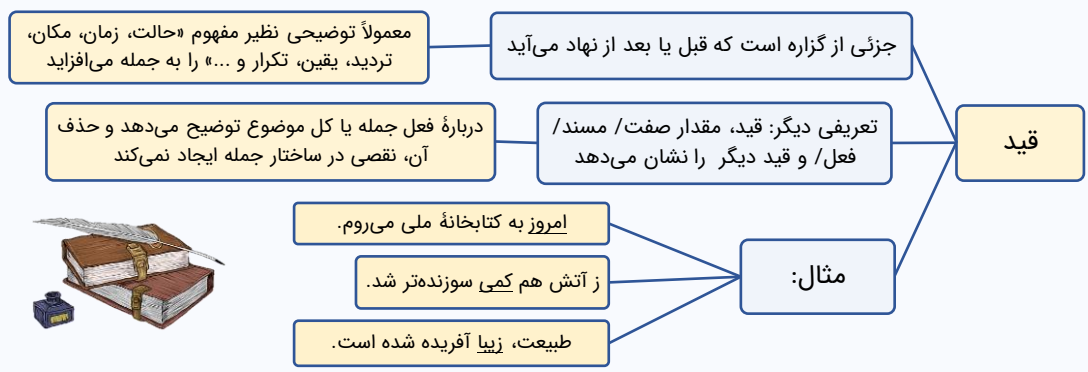 قید
جزئی از گزاره است که قبل یا بعد از نهاد می‌آید
معمولاً توضیحی نظیر مفهوم «حالت، زمان، مکان،
تردید، یقین، تکرار و ...» را به جمله می‌افزاید
تعریفی دیگر: قید، مقدار صفت/ مسند/
فعل/ و قید دیگر را نشان می‌دهد
دربارهٔ فعل جمله یا کل موضوع توضیح می‌دهد و حذف
آن، نقصی در ساختار جمله ایجاد نمی‌کند
مثال:
امروز به کتابخانهٔ ملی می‌روم.
ز آتش هم کمی سوزنده‌تر شد.
طبیعت، زیبا آفریده شده است.